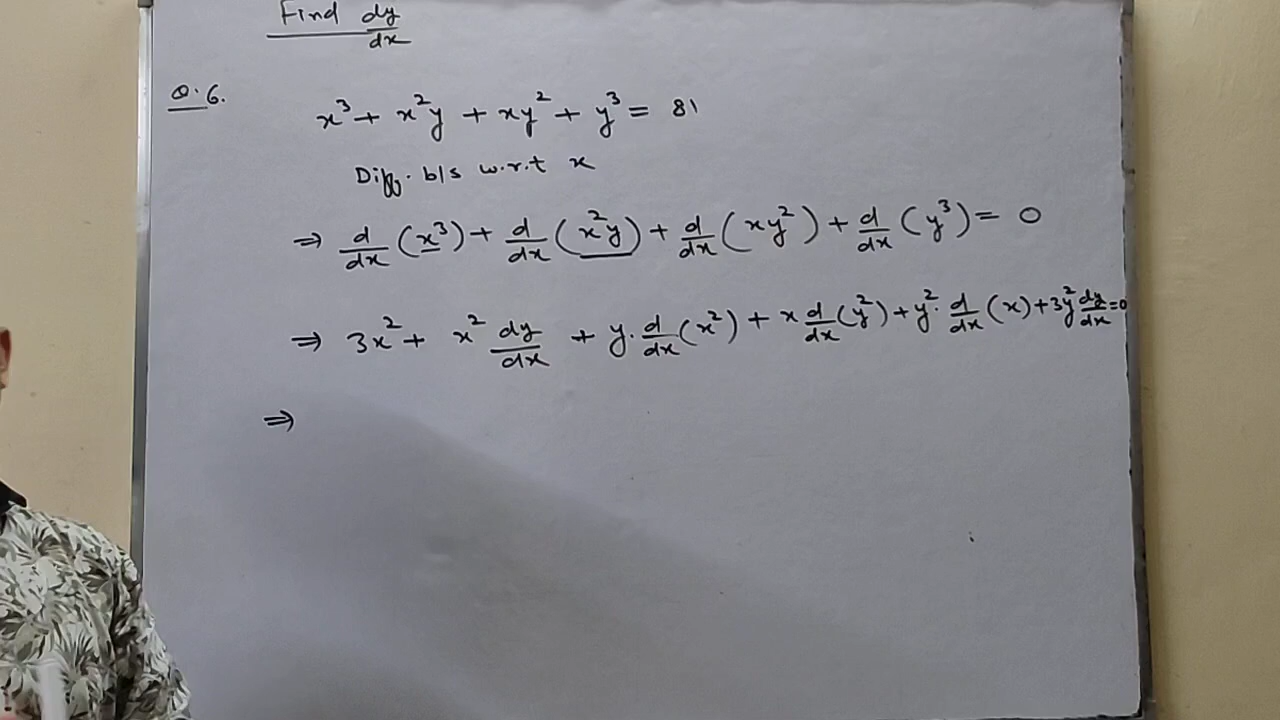 Find dy/dx
Q.6.
x³ + x²y + xy² + y³ = 81
Diff. b/s w.r.t x
⇒ d/dx (x³) + d/dx (x²y) + d/dx (xy²) + d/dx (y³) = 0
⇒ 3x² + x² dy/dx + y. d/dx (x²) + x d/dx (y²) + y². d/dx (x) + 3y² dy/dx = 0
⇒